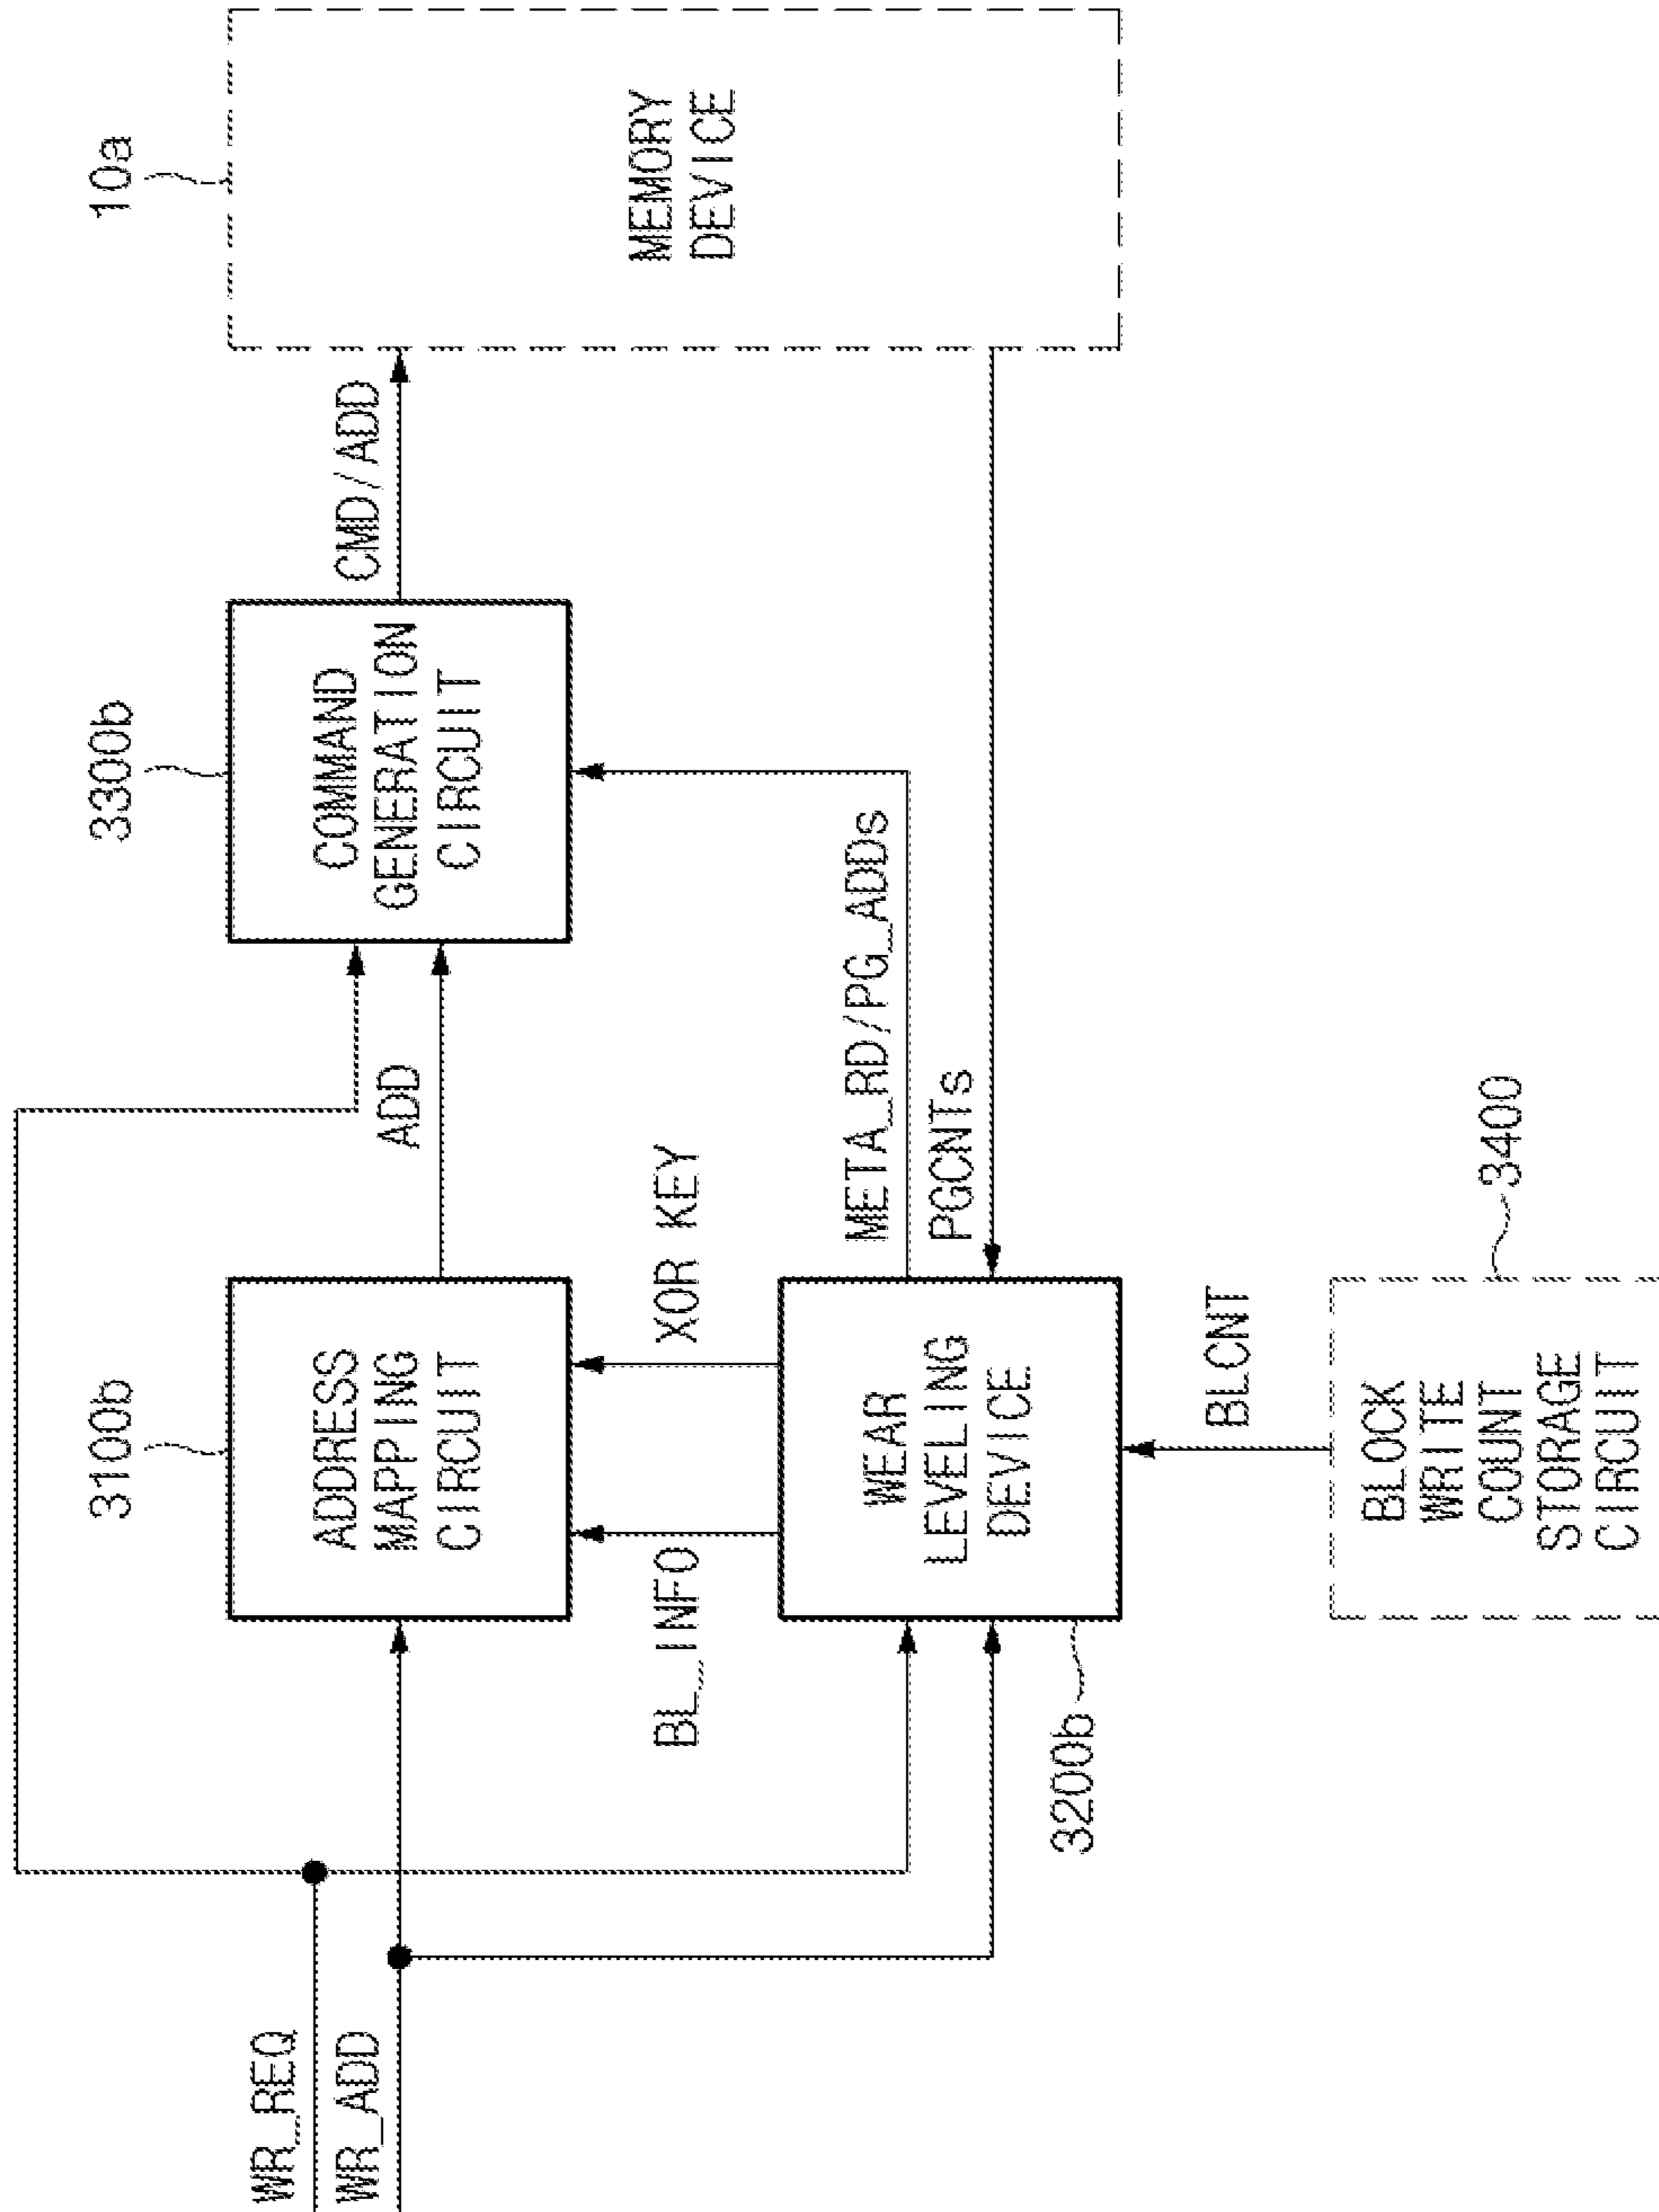 WR_REQ
WR_ADD
3100b
ADDRESS
MAPPING
CIRCUIT
ADD
3300b
COMMAND
GENERATION
CIRCUIT
CMD/ADD
10a
MEMORY
DEVICE
BL_INFO
XOR KEY
3200b
WEAR
LEVELING
DEVICE
META_RD/PG_ADDs
PGCNTs
BLCNT
BLOCK
WRITE
COUNT
STORAGE
CIRCUIT
3400